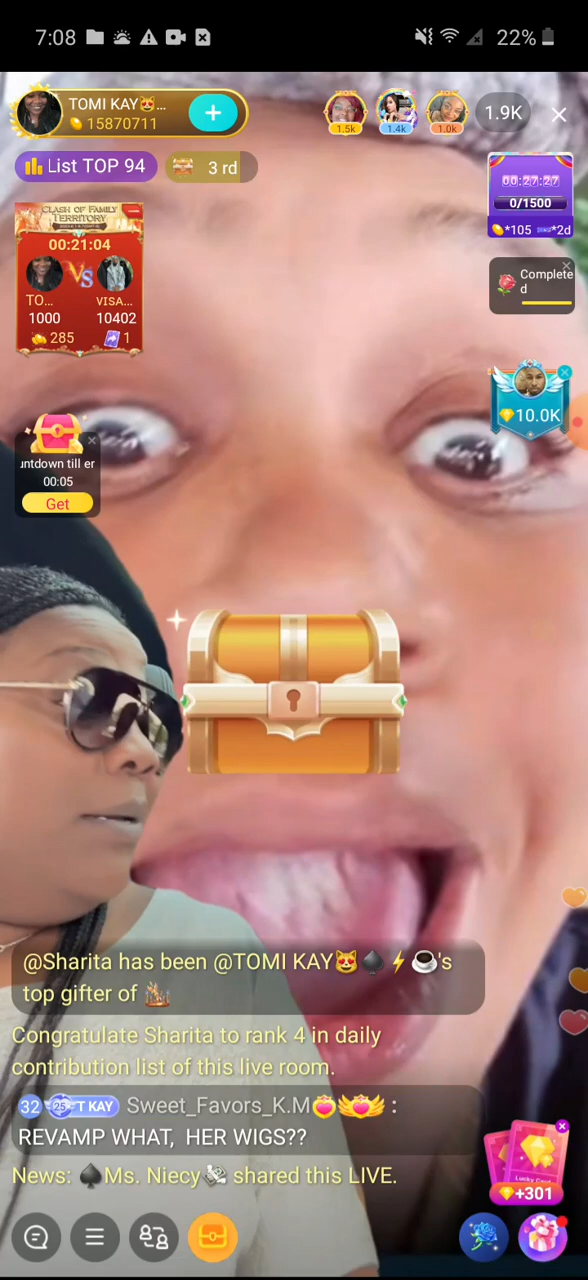 7:08
22%
TOMI KAY😻...
15870711
1.5k
1.4k
1.0k
1.9K
List TOP 94
3 rd
00:27:27
0/1500
*105
*2d
CLASH OF FAMILY
TERRITORY
00:21:04
VS
TO...
VISA...
1000
10402
285
1
Complete
d
10.0K
untdown till er
00:05
Get
@Sharita has been @TOMI KAY😻♠️⚡☕'s
top gifter of
Congratulate Sharita to rank 4 in daily
contribution list of this live room.
32 25 T KAY Sweet_Favors_K.M :
REVAMP WHAT, HER WIGS??
News: ♠️Ms. Niecy💸 shared this LIVE.
Lucky Card
+301